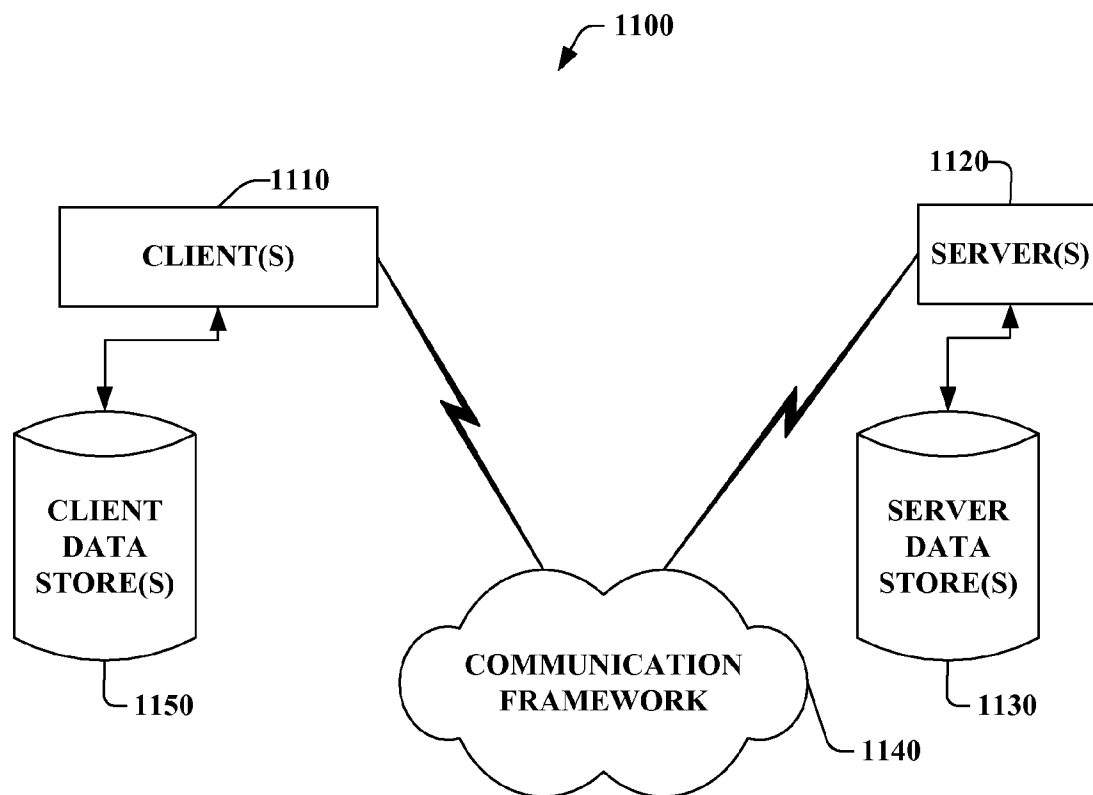 1100
1110
1120
CLIENT(S)
SERVER(S)
CLIENT
DATA
STORE(S)
SERVER
DATA
STORE(S)
COMMUNICATION
FRAMEWORK
1150
1130
1140